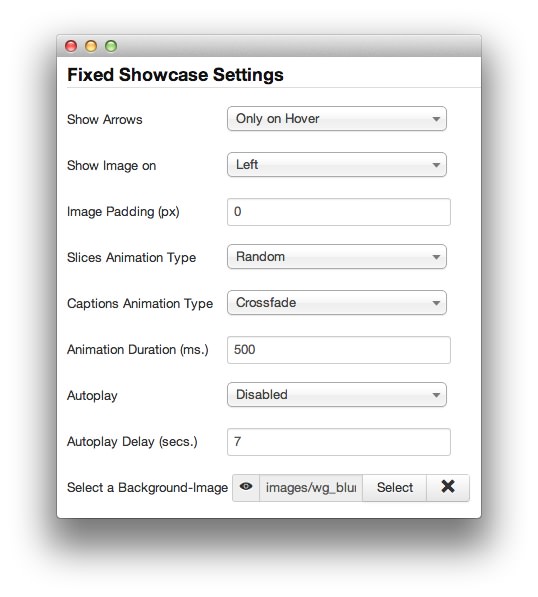 Fixed Showcase Settings
Show Arrows Only on Hover
Show Image on Left
Image Padding (px) 0
Slices Animation Type Random
Captions Animation Type Crossfade
Animation Duration (ms.) 500
Autoplay Disabled
Autoplay Delay (secs.) 7
Select a Background-Image images/wg_blur Select